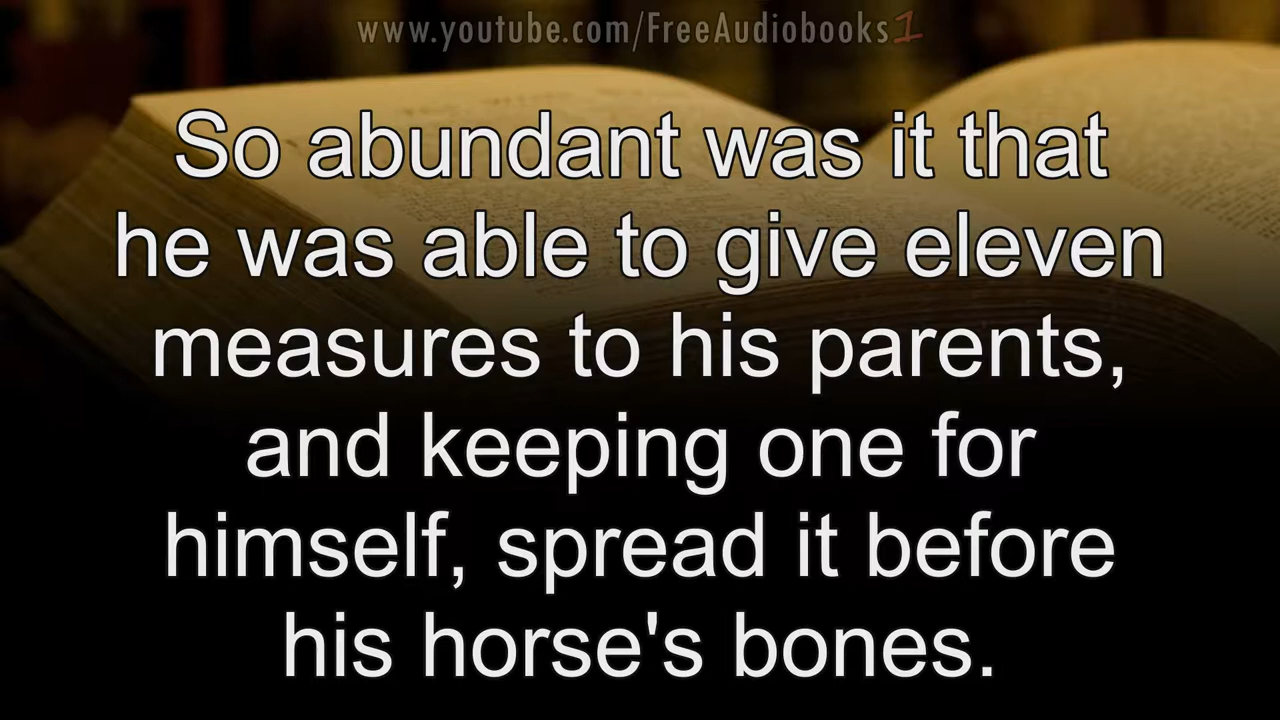 www.youtube.com/FreeAudiobooks1
So abundant was it that
he was able to give eleven
measures to his parents,
and keeping one for
himself, spread it before
his horse's bones.